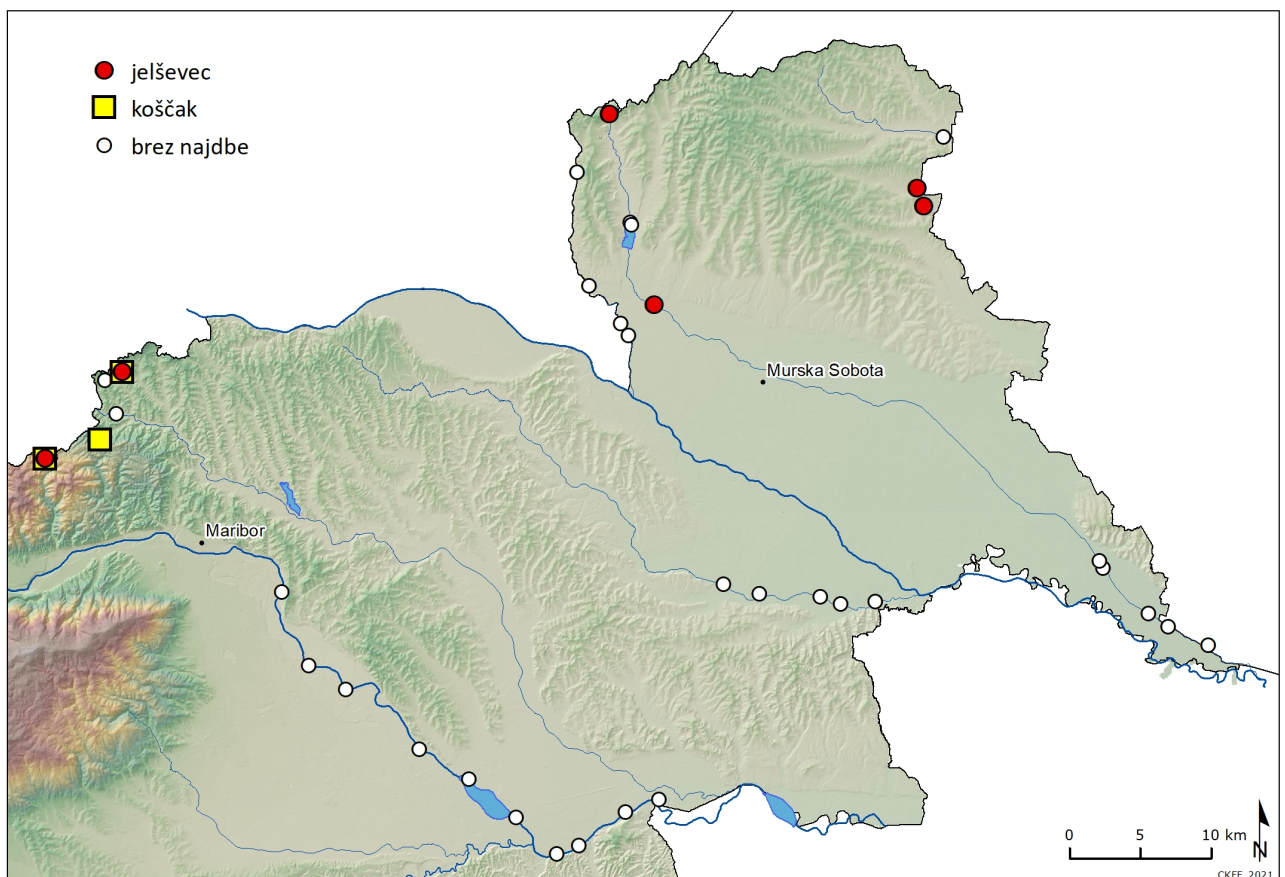 jelševec
koščak
brez najdbe
Murska Sobota
Maribor
0 5 10 km
N
CKFF, 2021